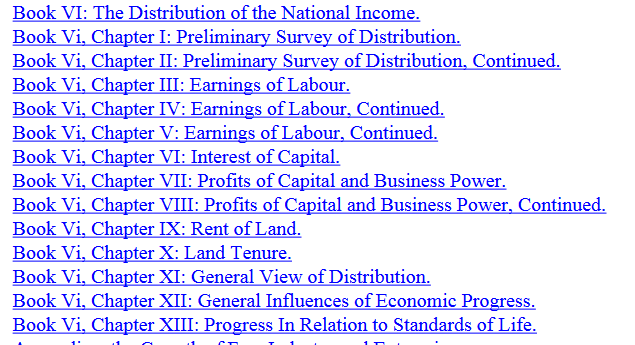 Book VI: The Distribution of the National Income.
Book Vi, Chapter I: Preliminary Survey of Distribution.
Book Vi, Chapter II: Preliminary Survey of Distribution, Continued.
Book Vi, Chapter III: Earnings of Labour.
Book Vi, Chapter IV: Earnings of Labour, Continued.
Book Vi, Chapter V: Earnings of Labour, Continued.
Book Vi, Chapter VI: Interest of Capital.
Book Vi, Chapter VII: Profits of Capital and Business Power.
Book Vi, Chapter VIII: Profits of Capital and Business Power, Continued.
Book Vi, Chapter IX: Rent of Land.
Book Vi, Chapter X: Land Tenure.
Book Vi, Chapter XI: General View of Distribution.
Book Vi, Chapter XII: General Influences of Economic Progress.
Book Vi, Chapter XIII: Progress In Relation to Standards of Life.